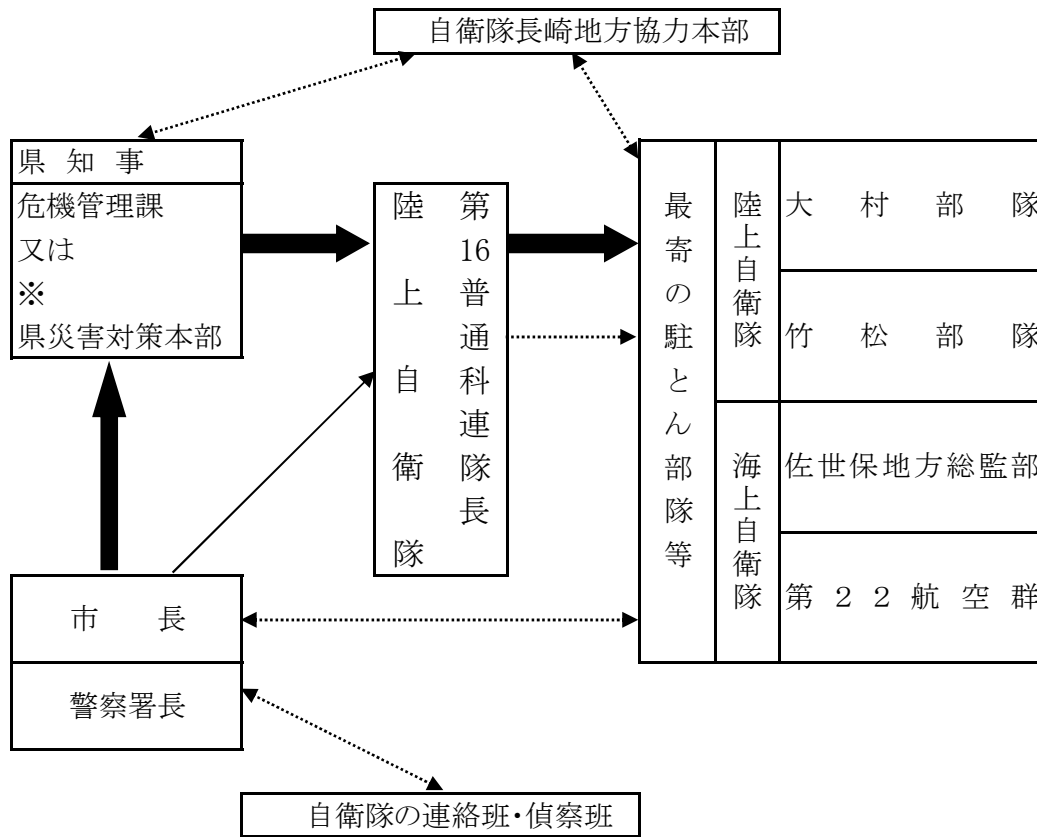 自衛隊長崎地方協力本部
県知事
危機管理課
又は
※
県災害対策本部
第16普通科連隊長
陸上自衛隊
最寄の駐とん部隊等
陸上自衛隊
大村部隊
竹松部隊
海上自衛隊
佐世保地方総監部
第２２航空群
市長
警察署長
自衛隊の連絡班・偵察班